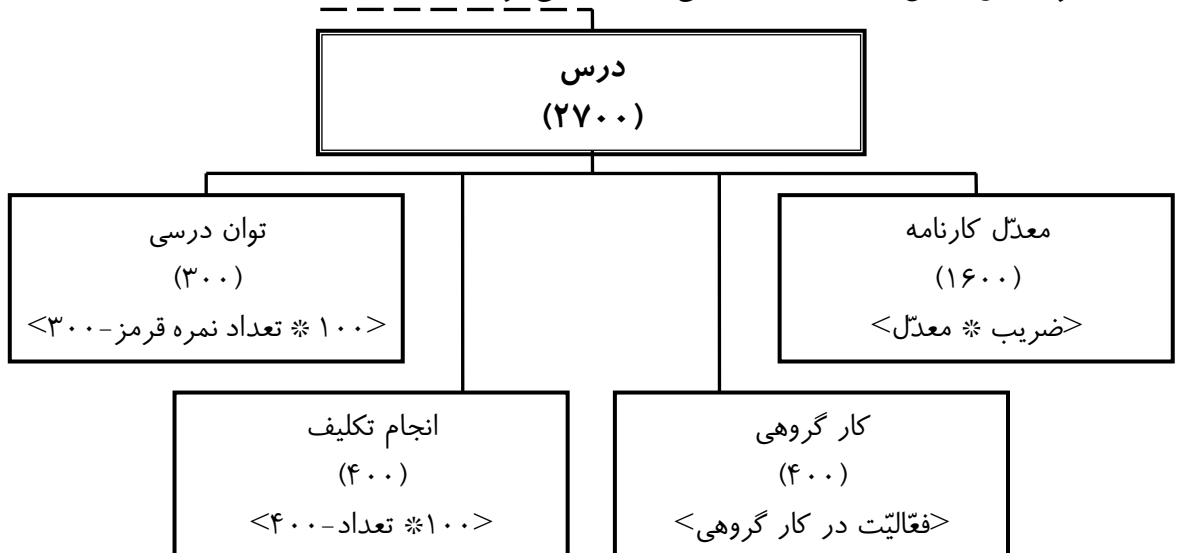 درس
(۲۷۰۰)
معدّل کارنامه
(۱۶۰۰)
<ضریب * معدّل>
توان درسی
(۳۰۰)
<۱۰۰ * تعداد نمره قرمز-۳۰۰>
کار گروهی
(۴۰۰)
<فعّالیّت در کار گروهی>
انجام تکلیف
(۴۰۰)
<۱۰۰* تعداد-۴۰۰>